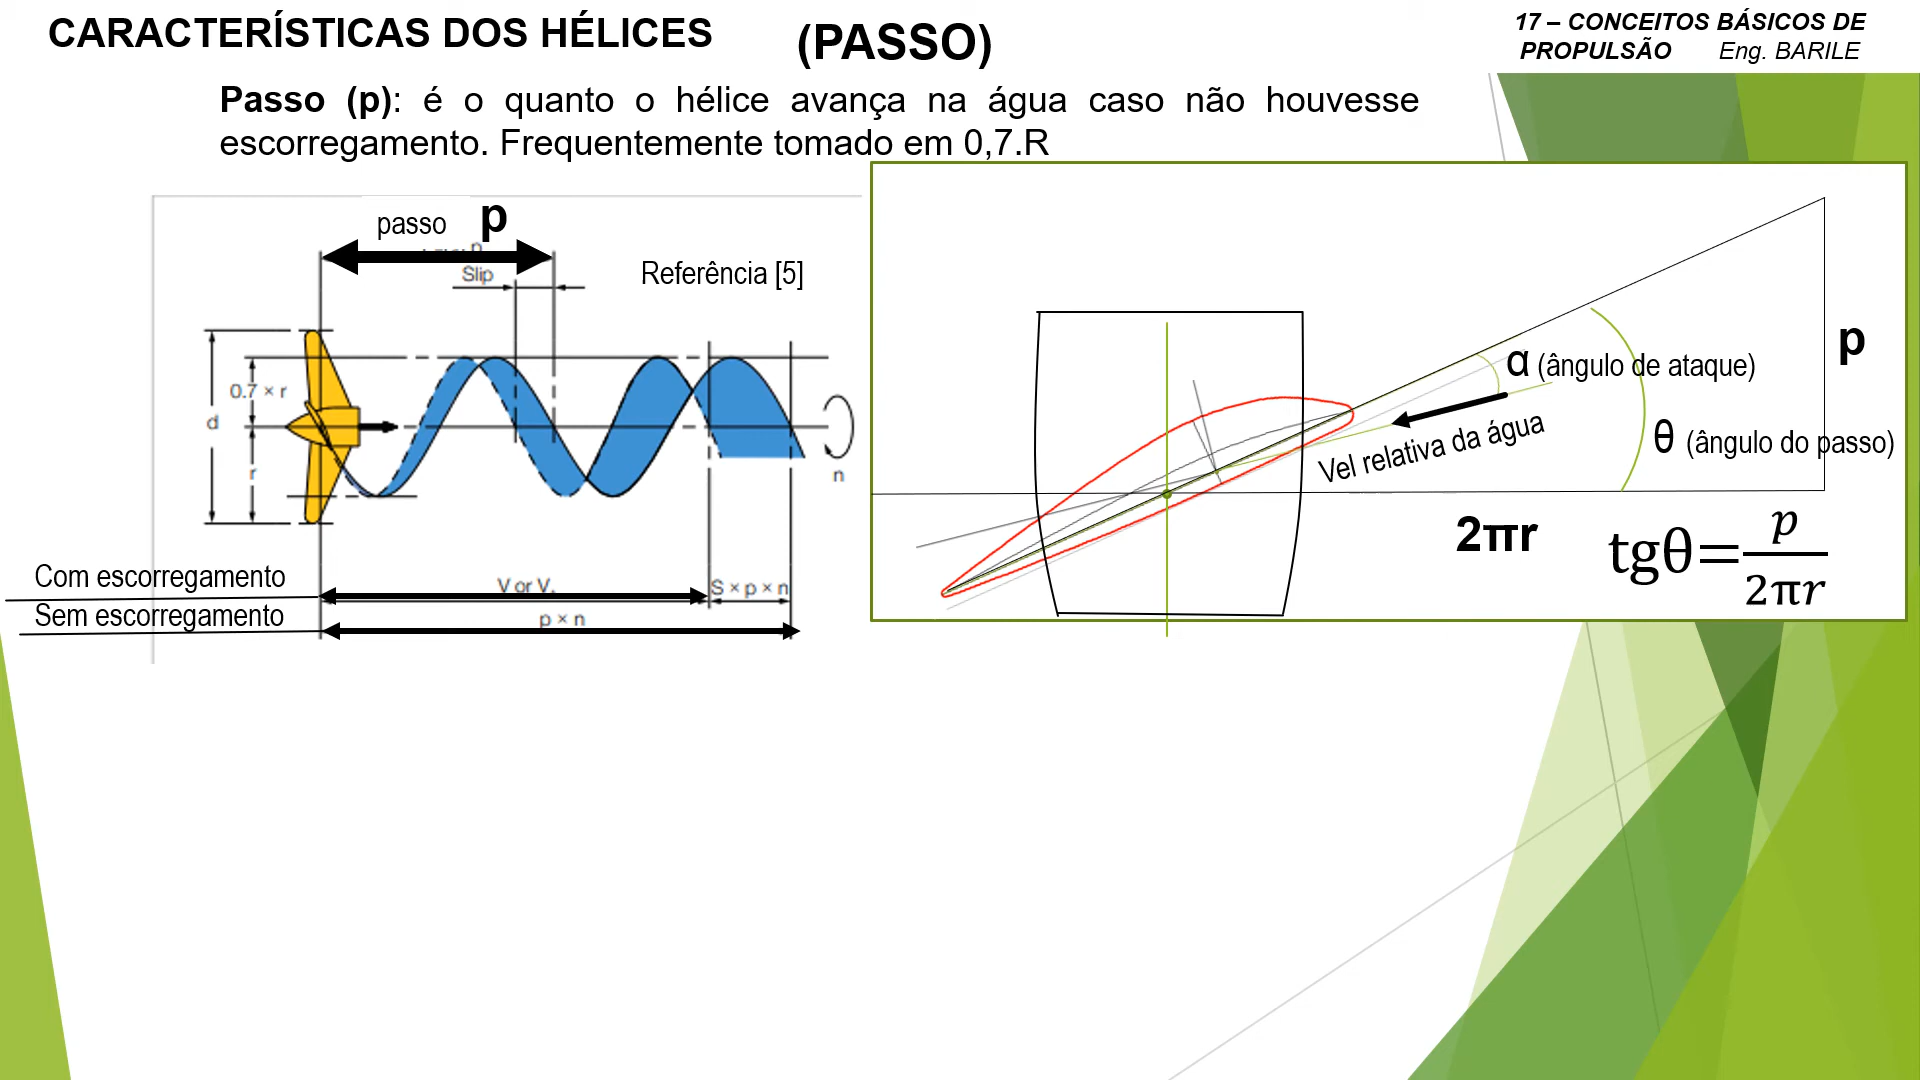 CARACTERÍSTICAS DOS HÉLICES (PASSO)
17 – CONCEITOS BÁSICOS DE
PROPULSÃO Eng. BARILE
Passo (p): é o quanto o hélice avança na água caso não houvesse
escorregamento. Frequentemente tomado em 0,7.R
passo p
Slip
Referência [5]
0.7 × r
d
r
n
Com escorregamento
Sem escorregamento
V or V
S × p × n
p × n
p
α (ângulo de ataque)
Vel relativa da água
θ (ângulo do passo)
2πr
tgθ=p/2πr